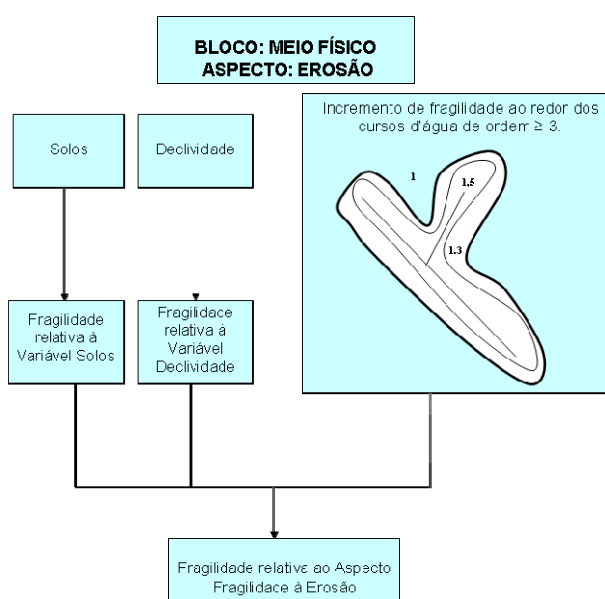 BLOCO: MEIO FÍSICO
ASPECTO: EROSÃO
Incremento de fragilidade ao redor dos
cursos d'água de ordem ≥ 3.
1
1,5
1.3
Solos
Declividade
Fragilidade
relativa à
Variável Solos
Fragilidace
relativa á
Variável
Declividade
Fragilidade relative ao Aspecto
Fragilidace à Erosão